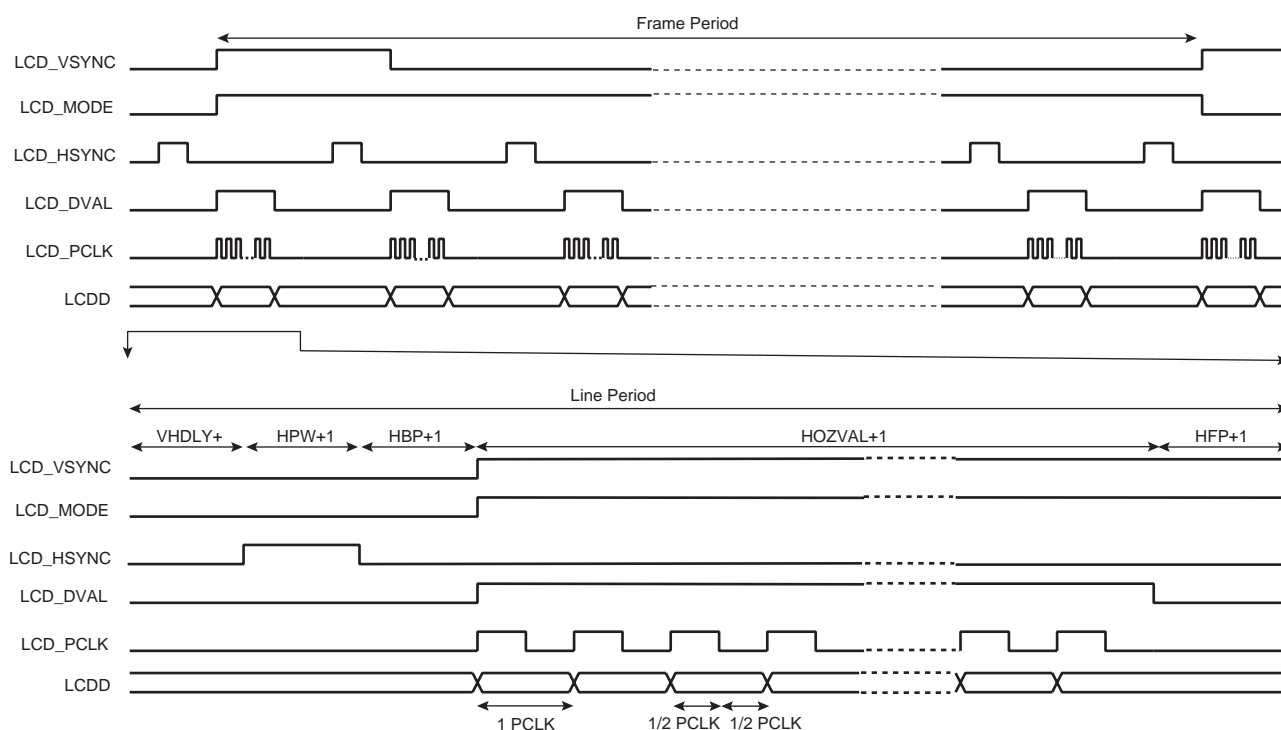 Frame Period
LCD_VSYNC
LCD_MODE
LCD_HSYNC
LCD_DVAL
LCD_PCLK
LCDD
Line Period
VHDLY+ HPW+1 HBP+1 HOZVAL+1 HFP+1
LCD_VSYNC
LCD_MODE
LCD_HSYNC
LCD_DVAL
LCD_PCLK
LCDD
1 PCLK 1/2 PCLK 1/2 PCLK